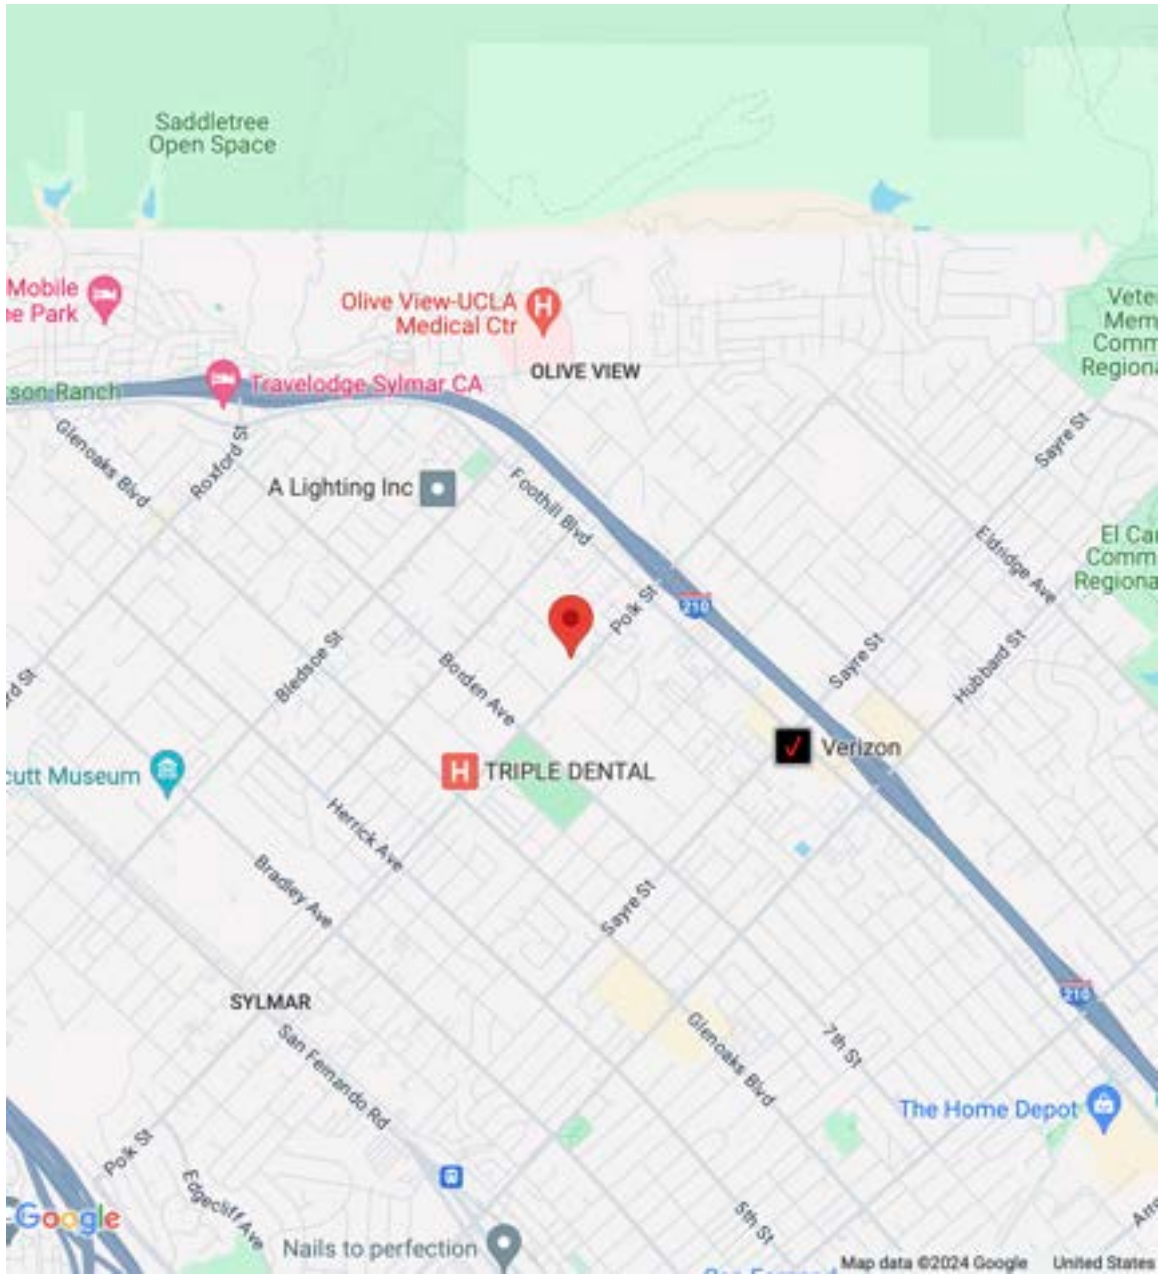 Saddletree
Open Space
Mobile
e Park
Olive View-UCLA
Medical Ctr
Vete
Mem
Comm
Regiona
OLIVE VIEW
son Ranch
Travelodge Sylmar CA
Sayre St
Glenoaks Blvd
Roxford St
A Lighting Inc
Foothill Blvd
Eldridge Ave
El Ca
Comm
Regiona
Polk St
210
Bledsoe St
Borden Ave
Sayre St
Hubbard St
rd St
Verizon
cutt Museum
H TRIPLE DENTAL
Herrick Ave
Bradley Ave
Sayre St
SYLMAR
210
San Fernando Rd
Glenoaks Blvd
7th St
The Home Depot
Polk St
Edgecliff Ave
5th St
Google
Nails to perfection
Map data ©2024 Google United States